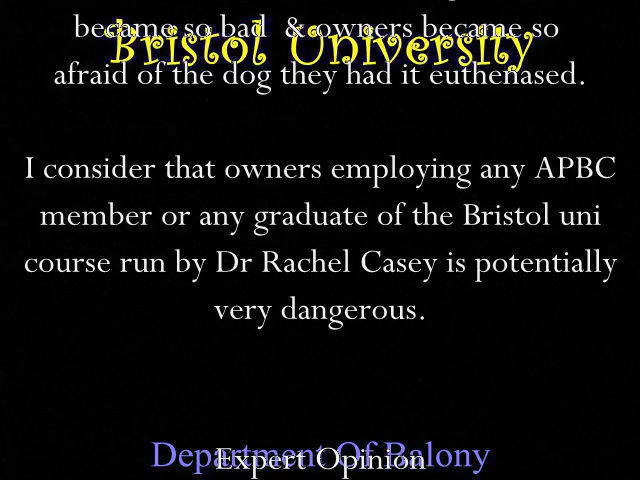 became so bad & owners became so
Bristol University
afraid of the dog they had it euthenased.
I consider that owners employing any APBC
member or any graduate of the Bristol uni
course run by Dr Rachel Casey is potentially
very dangerous.
Department Of Balony
Expert Opinion